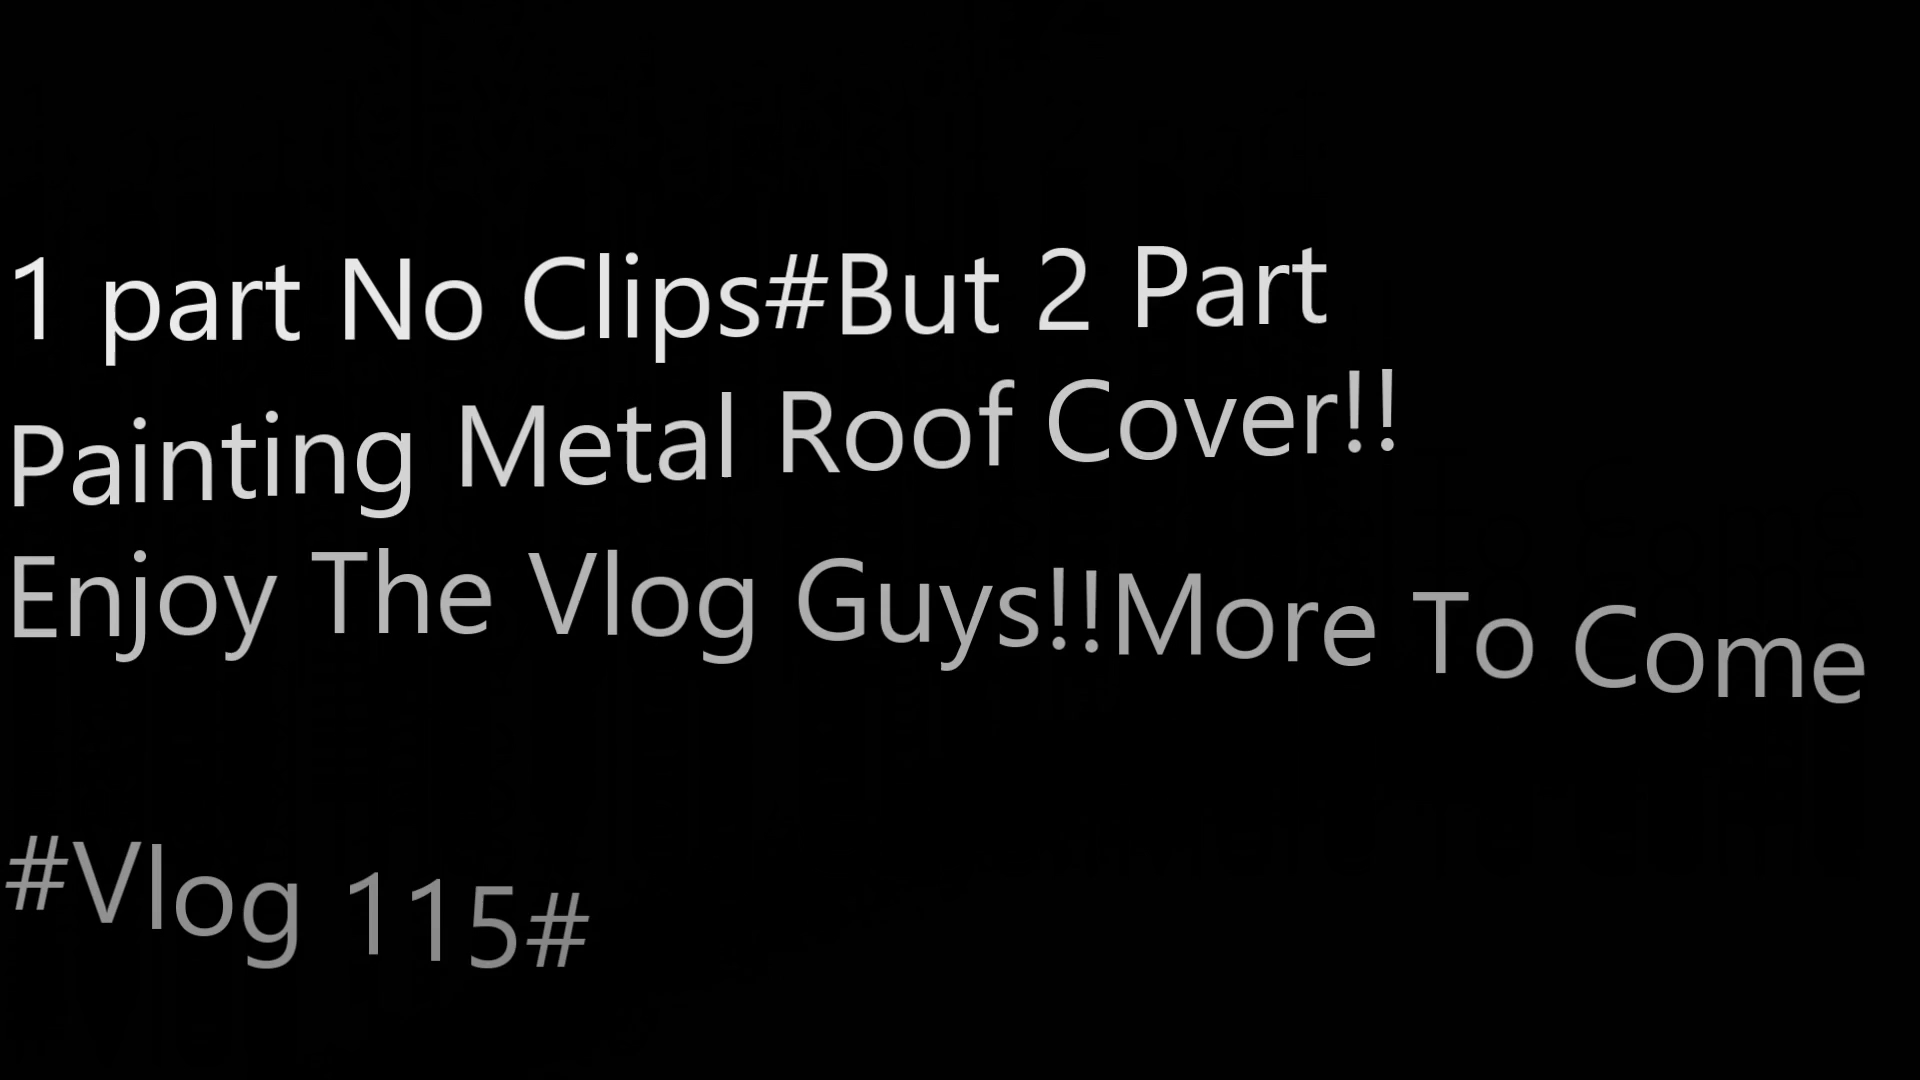 1 part No Clips#But 2 Part
Painting Metal Roof Cover!!
Enjoy The Vlog Guys!!More To Come
#Vlog 115#